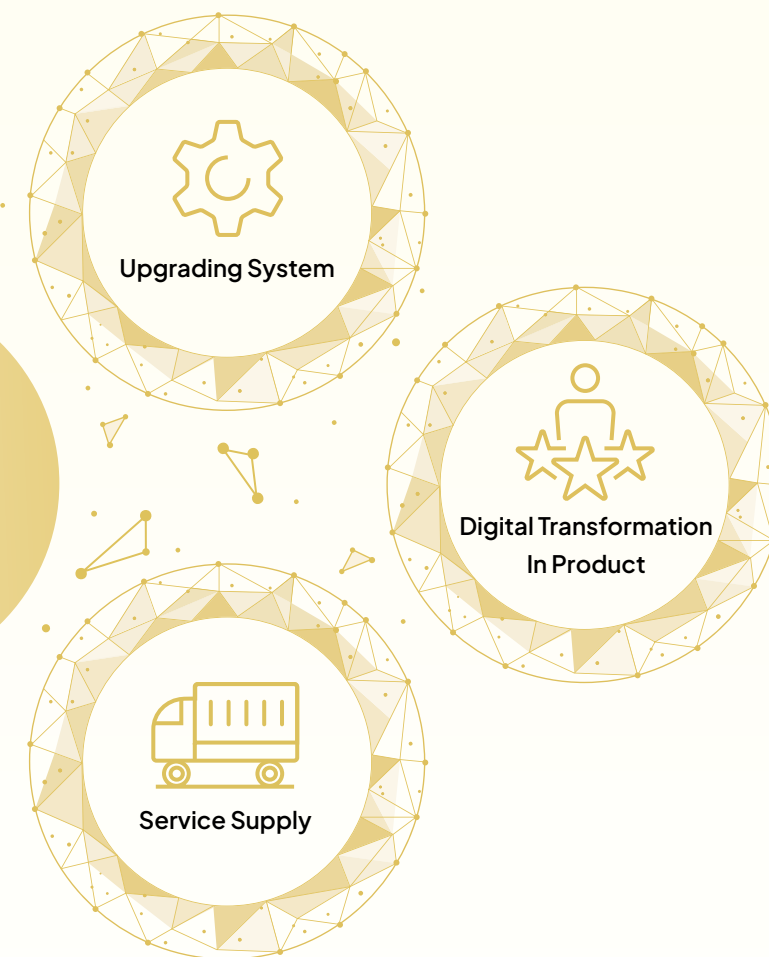 Upgrading System
Digital Transformation
In Product
Service Supply